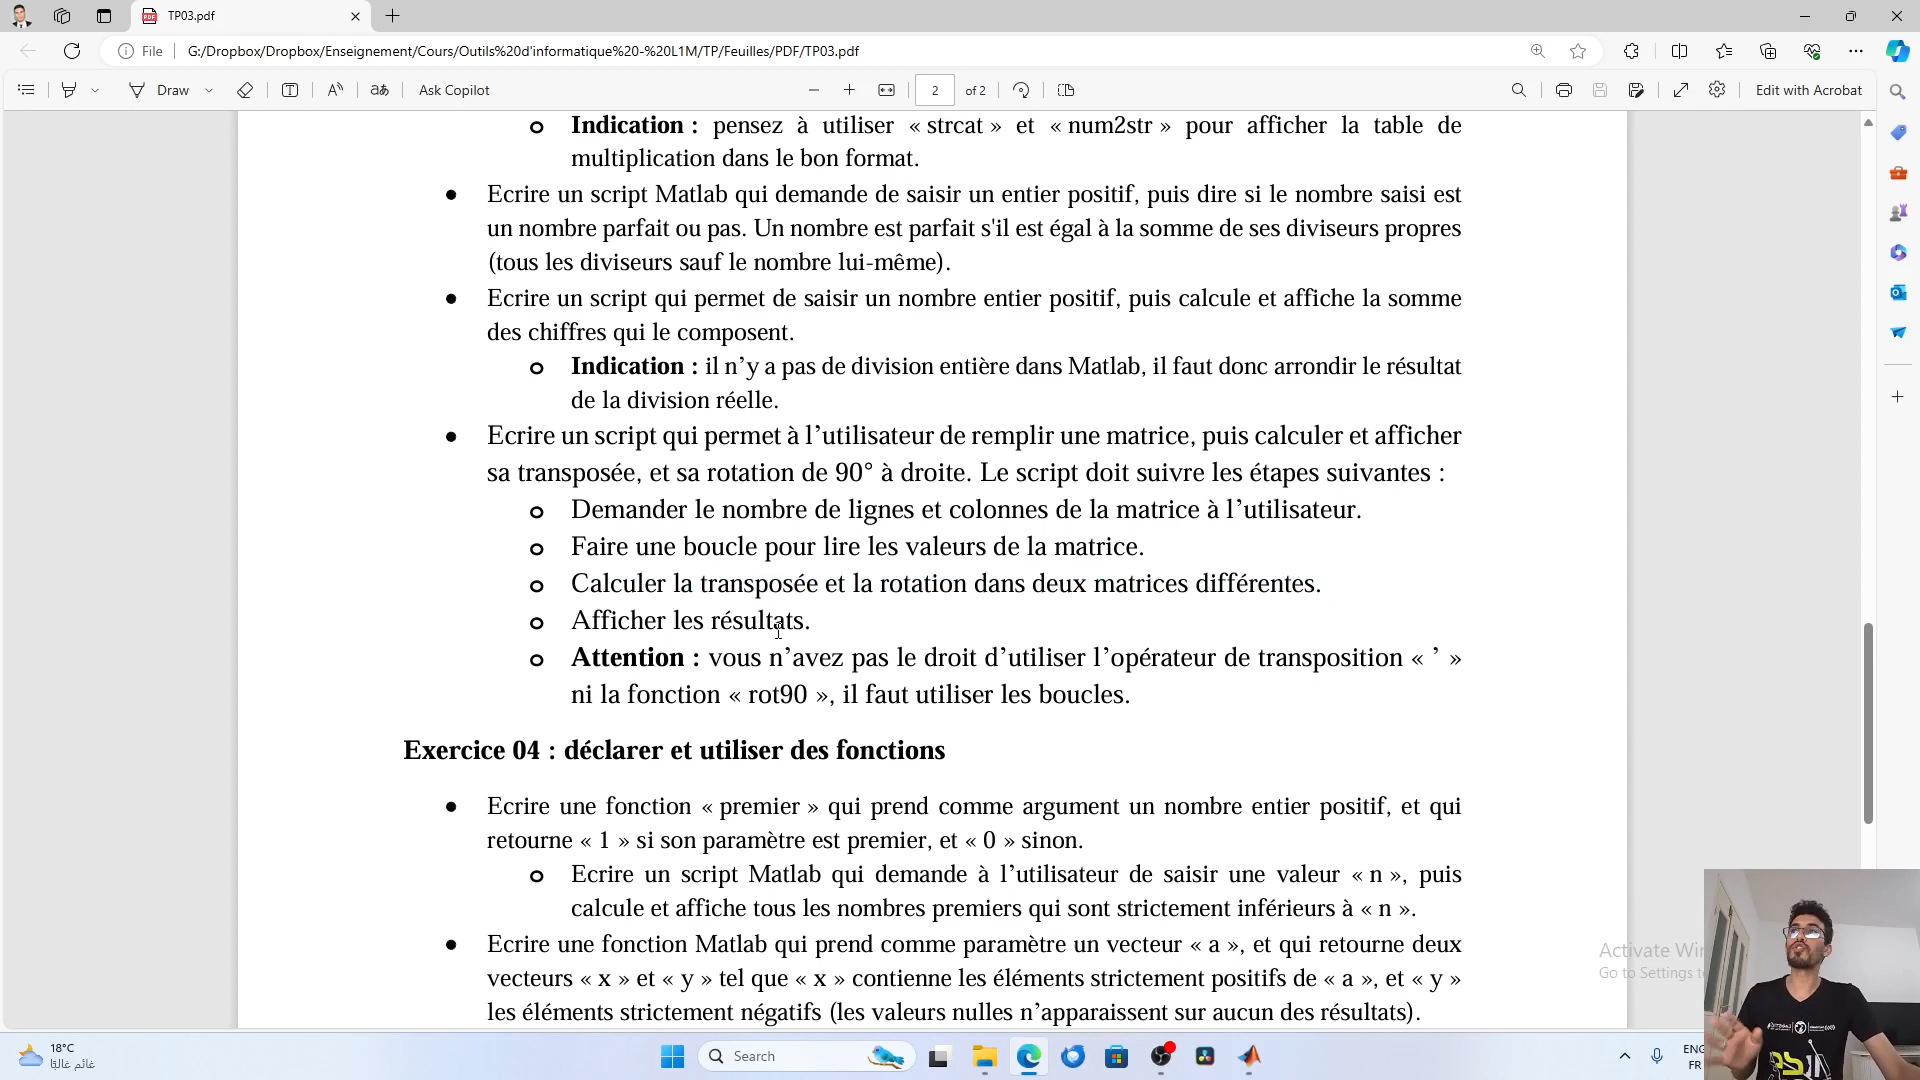 TP03.pdf
File
G:/Dropbox/Dropbox/Enseignement/Cours/Outils%20d'informatique%20-%20L1M/TP/Feuilles/PDF/TP03.pdf
Draw
aあ
Ask Copilot
2
of 2
Edit with Acrobat
Indication : pensez à utiliser « strcat » et « num2str » pour afficher la table de
multiplication dans le bon format.
Ecrire un script Matlab qui demande de saisir un entier positif, puis dire si le nombre saisi est
un nombre parfait ou pas. Un nombre est parfait s'il est égal à la somme de ses diviseurs propres
(tous les diviseurs sauf le nombre lui-même).
Ecrire un script qui permet de saisir un nombre entier positif, puis calcule et affiche la somme
des chiffres qui le composent.
Indication : il n’y a pas de division entière dans Matlab, il faut donc arrondir le résultat
de la division réelle.
Ecrire un script qui permet à l’utilisateur de remplir une matrice, puis calculer et afficher
sa transposée, et sa rotation de 90° à droite. Le script doit suivre les étapes suivantes :
Demander le nombre de lignes et colonnes de la matrice à l’utilisateur.
Faire une boucle pour lire les valeurs de la matrice.
Calculer la transposée et la rotation dans deux matrices différentes.
Afficher les résultats.
Attention : vous n’avez pas le droit d’utiliser l’opérateur de transposition « ’ »
ni la fonction « rot90 », il faut utiliser les boucles.
Exercice 04 : déclarer et utiliser des fonctions
Ecrire une fonction « premier » qui prend comme argument un nombre entier positif, et qui
retourne « 1 » si son paramètre est premier, et « 0 » sinon.
Ecrire un script Matlab qui demande à l’utilisateur de saisir une valeur « n », puis
calcule et affiche tous les nombres premiers qui sont strictement inférieurs à « n ».
Ecrire une fonction Matlab qui prend comme paramètre un vecteur « a », et qui retourne deux
vecteurs « x » et « y » tel que « x » contienne les éléments strictement positifs de « a », et « y »
les éléments strictement négatifs (les valeurs nulles n’apparaissent sur aucun des résultats).
Activate Wi
Go to Settings t
18°C
غائم غالبًا
Search
ENG
FR